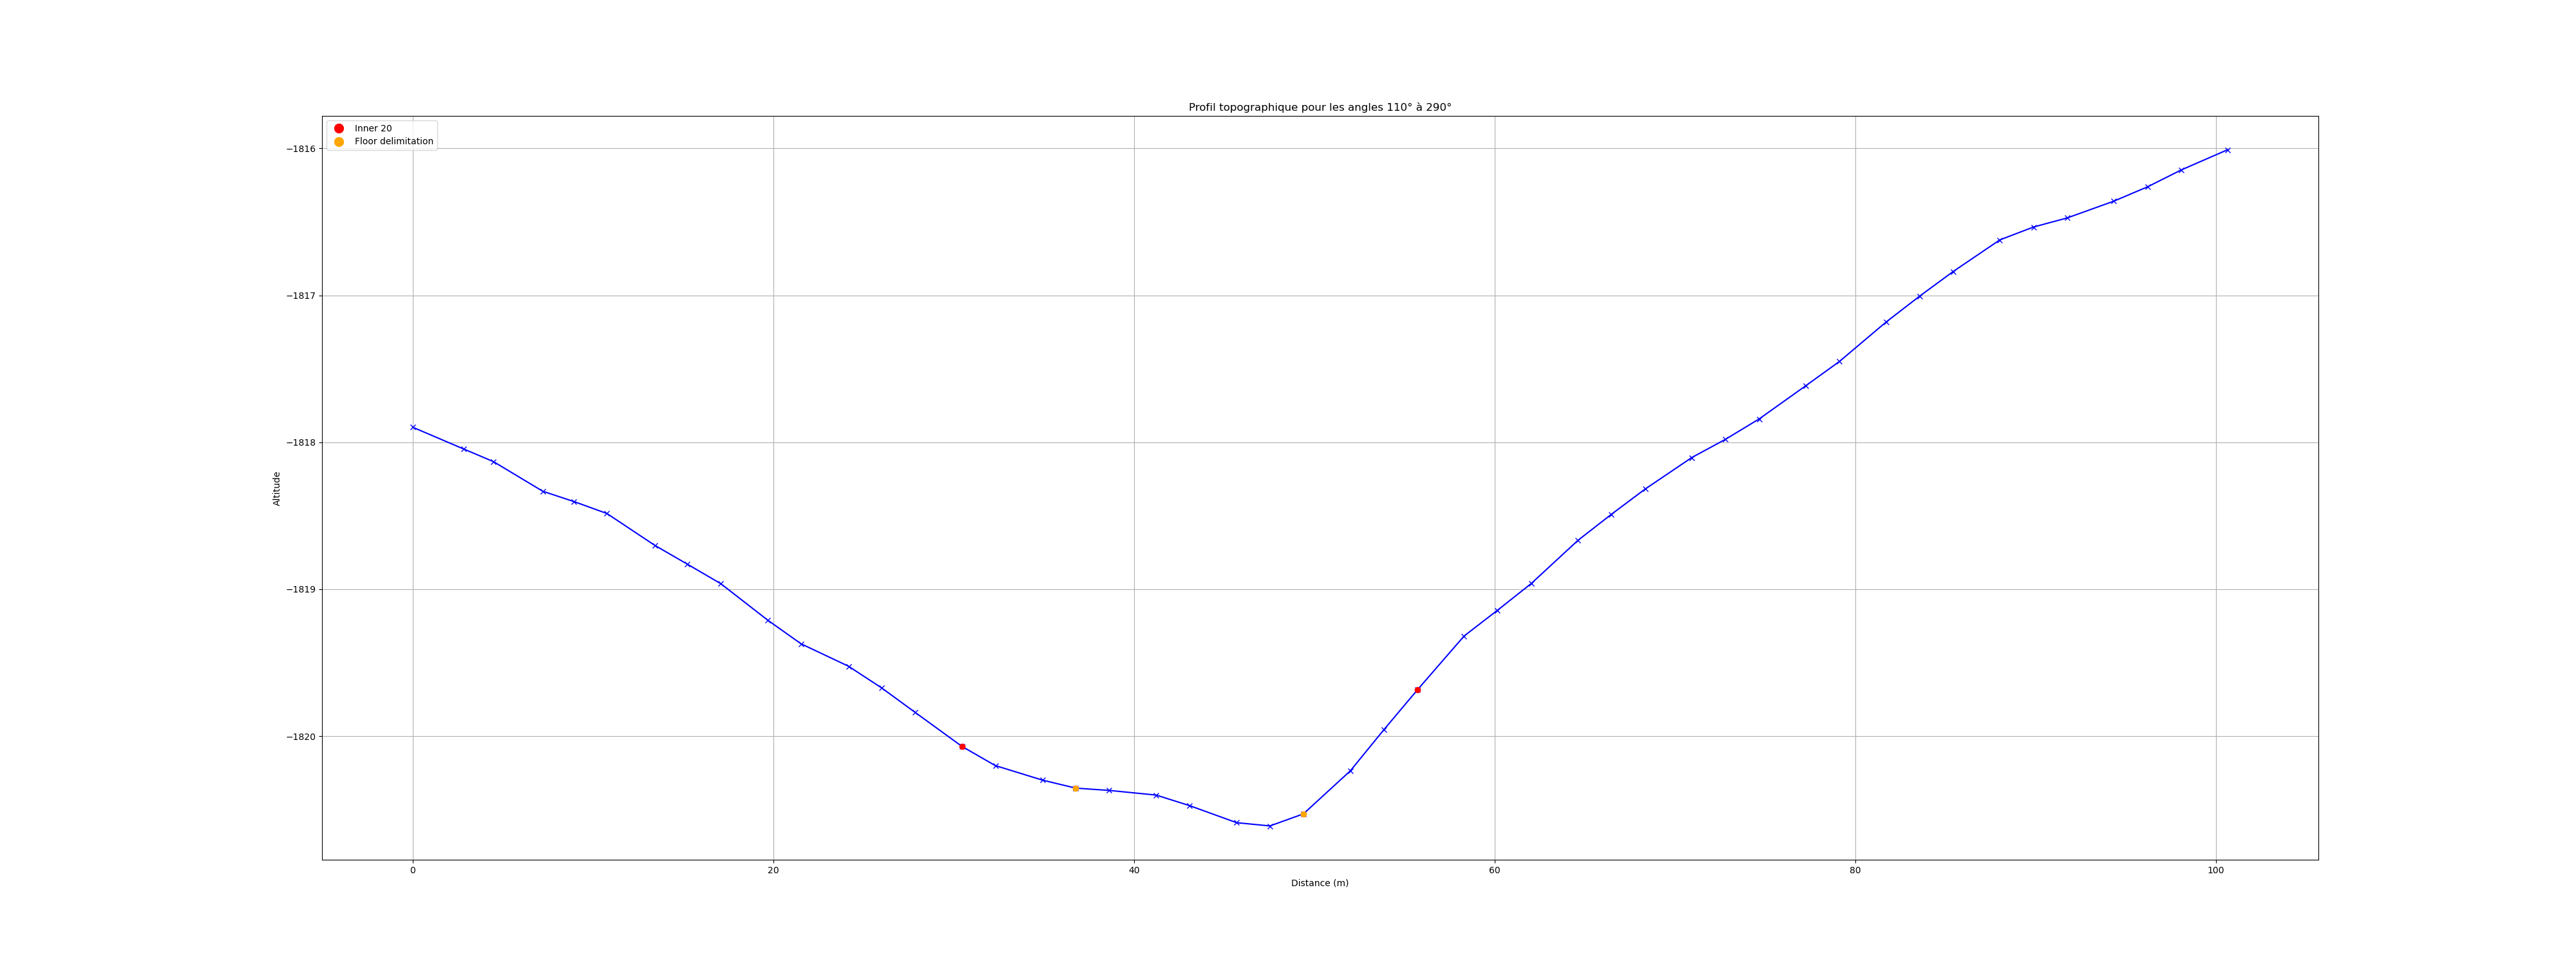 Profil topographique pour les angles 110° à 290°
Inner 20
Floor delimitation
−1816
−1817
−1818
−1819
−1820
Altitude
0 20 40 60 80 100
Distance (m)